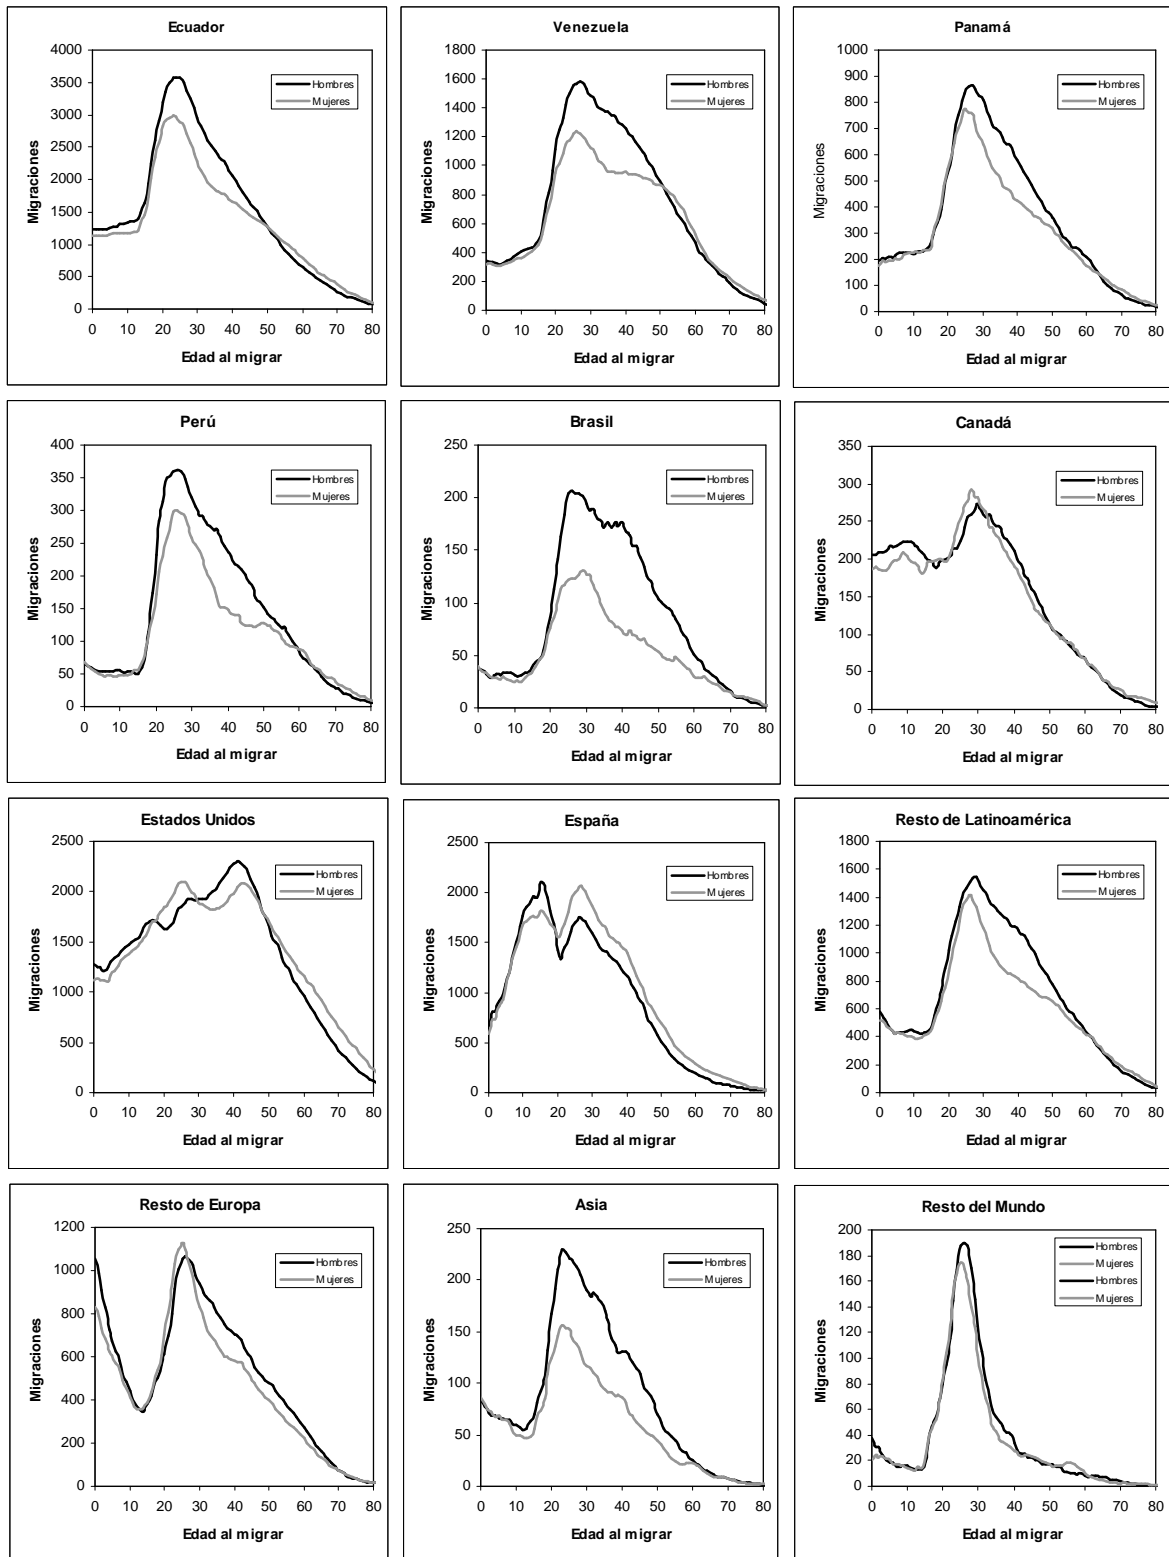 Ecuador
4000
3500
3000
2500
2000
1500
1000
500
0
Migraciones
Hombres
Mujeres
0 10 20 30 40 50 60 70 80
Edad al migrar
Venezuela
1800
1600
1400
1200
1000
800
600
400
200
0
Migraciones
Hombres
Mujeres
0 10 20 30 40 50 60 70 80
Edad al migrar
Panamá
1000
900
800
700
600
500
400
300
200
100
0
Migraciones
Hombres
Mujeres
0 10 20 30 40 50 60 70 80
Edad al migrar
Perú
400
350
300
250
200
150
100
50
0
Migraciones
Hombres
Mujeres
0 10 20 30 40 50 60 70 80
Edad al migrar
Brasil
250
200
150
100
50
0
Migraciones
Hombres
Mujeres
0 10 20 30 40 50 60 70 80
Edad al migrar
Canadá
350
300
250
200
150
100
50
0
Migraciones
Hombres
Mujeres
0 10 20 30 40 50 60 70 80
Edad al migrar
Estados Unidos
2500
2000
1500
1000
500
0
Migraciones
Hombres
Mujeres
0 10 20 30 40 50 60 70 80
Edad al migrar
España
2500
2000
1500
1000
500
0
Migraciones
Hombres
Mujeres
0 10 20 30 40 50 60 70 80
Edad al migrar
Resto de Latinoamérica
1800
1600
1400
1200
1000
800
600
400
200
0
Migraciones
Hombres
Mujeres
0 10 20 30 40 50 60 70 80
Edad al migrar
Resto de Europa
1200
1000
800
600
400
200
0
Migraciones
Hombres
Mujeres
0 10 20 30 40 50 60 70 80
Edad al migrar
Asia
250
200
150
100
50
0
Migraciones
Hombres
Mujeres
0 10 20 30 40 50 60 70 80
Edad al migrar
Resto del Mundo
200
180
160
140
120
100
80
60
40
20
0
Migraciones
Hombres
Mujeres
Hombres
Mujeres
0 10 20 30 40 50 60 70 80
Edad al migrar